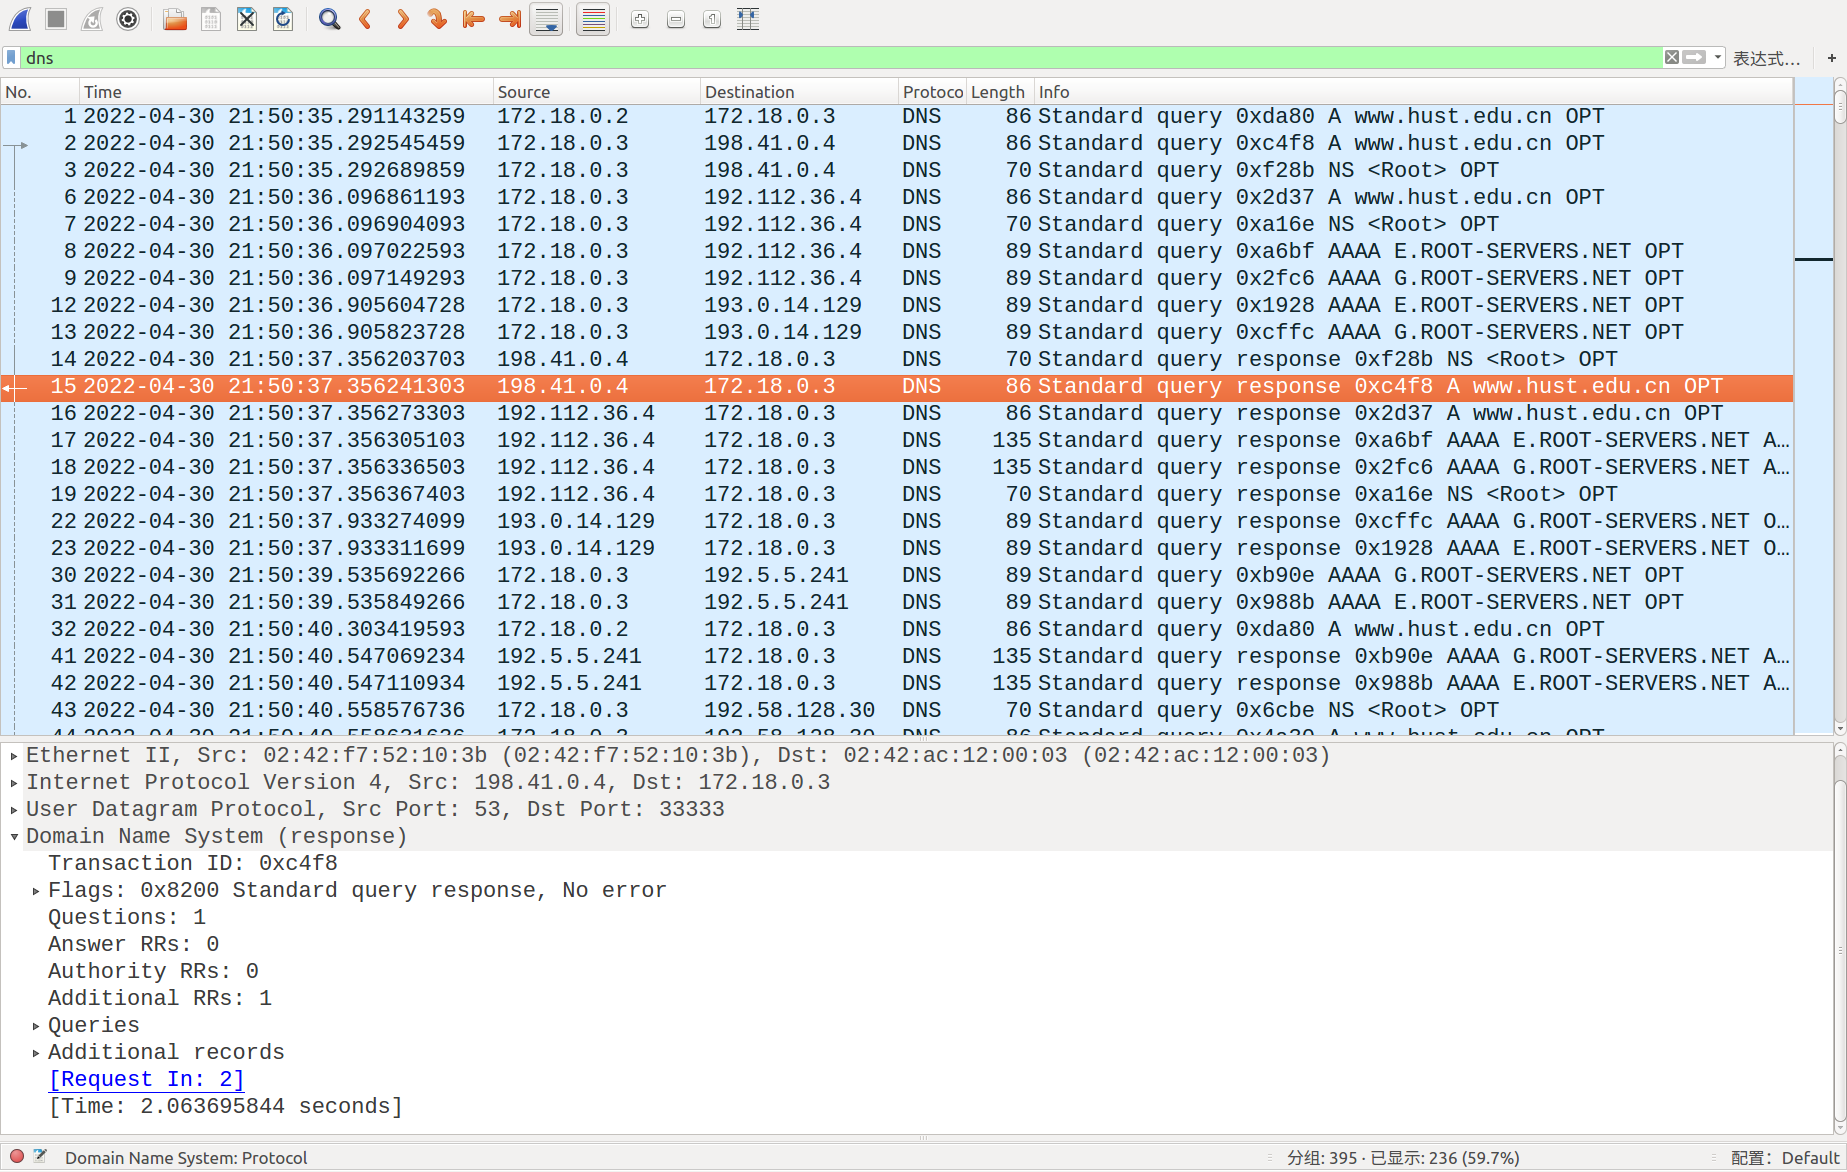 dns 表达式… +
No. Time Source Destination Protoco Length Info
1 2022-04-30 21:50:35.291143259 172.18.0.2 172.18.0.3 DNS 86 Standard query 0xda80 A www.hust.edu.cn OPT
2 2022-04-30 21:50:35.292545459 172.18.0.3 198.41.0.4 DNS 86 Standard query 0xc4f8 A www.hust.edu.cn OPT
3 2022-04-30 21:50:35.292689859 172.18.0.3 198.41.0.4 DNS 70 Standard query 0xf28b NS <Root> OPT
6 2022-04-30 21:50:36.096861193 172.18.0.3 192.112.36.4 DNS 86 Standard query 0x2d37 A www.hust.edu.cn OPT
7 2022-04-30 21:50:36.096904093 172.18.0.3 192.112.36.4 DNS 70 Standard query 0xa16e NS <Root> OPT
8 2022-04-30 21:50:36.097022593 172.18.0.3 192.112.36.4 DNS 89 Standard query 0xa6bf AAAA E.ROOT-SERVERS.NET OPT
9 2022-04-30 21:50:36.097149293 172.18.0.3 192.112.36.4 DNS 89 Standard query 0x2fc6 AAAA G.ROOT-SERVERS.NET OPT
12 2022-04-30 21:50:36.905604728 172.18.0.3 193.0.14.129 DNS 89 Standard query 0x1928 AAAA E.ROOT-SERVERS.NET OPT
13 2022-04-30 21:50:36.905823728 172.18.0.3 193.0.14.129 DNS 89 Standard query 0xcffc AAAA G.ROOT-SERVERS.NET OPT
14 2022-04-30 21:50:37.356203703 198.41.0.4 172.18.0.3 DNS 70 Standard query response 0xf28b NS <Root> OPT
15 2022-04-30 21:50:37.356241303 198.41.0.4 172.18.0.3 DNS 86 Standard query response 0xc4f8 A www.hust.edu.cn OPT
16 2022-04-30 21:50:37.356273303 192.112.36.4 172.18.0.3 DNS 86 Standard query response 0x2d37 A www.hust.edu.cn OPT
17 2022-04-30 21:50:37.356305103 192.112.36.4 172.18.0.3 DNS 135 Standard query response 0xa6bf AAAA E.ROOT-SERVERS.NET A…
18 2022-04-30 21:50:37.356336503 192.112.36.4 172.18.0.3 DNS 135 Standard query response 0x2fc6 AAAA G.ROOT-SERVERS.NET A…
19 2022-04-30 21:50:37.356367403 192.112.36.4 172.18.0.3 DNS 70 Standard query response 0xa16e NS <Root> OPT
22 2022-04-30 21:50:37.933274099 193.0.14.129 172.18.0.3 DNS 89 Standard query response 0xcffc AAAA G.ROOT-SERVERS.NET O…
23 2022-04-30 21:50:37.933311699 193.0.14.129 172.18.0.3 DNS 89 Standard query response 0x1928 AAAA E.ROOT-SERVERS.NET O…
30 2022-04-30 21:50:39.535692266 172.18.0.3 192.5.5.241 DNS 89 Standard query 0xb90e AAAA G.ROOT-SERVERS.NET OPT
31 2022-04-30 21:50:39.535849266 172.18.0.3 192.5.5.241 DNS 89 Standard query 0x988b AAAA E.ROOT-SERVERS.NET OPT
32 2022-04-30 21:50:40.303419593 172.18.0.2 172.18.0.3 DNS 86 Standard query 0xda80 A www.hust.edu.cn OPT
41 2022-04-30 21:50:40.547069234 192.5.5.241 172.18.0.3 DNS 135 Standard query response 0xb90e AAAA G.ROOT-SERVERS.NET A…
42 2022-04-30 21:50:40.547110934 192.5.5.241 172.18.0.3 DNS 135 Standard query response 0x988b AAAA E.ROOT-SERVERS.NET A…
43 2022-04-30 21:50:40.558576736 172.18.0.3 192.58.128.30 DNS 70 Standard query 0x6cbe NS <Root> OPT
Ethernet II, Src: 02:42:f7:52:10:3b (02:42:f7:52:10:3b), Dst: 02:42:ac:12:00:03 (02:42:ac:12:00:03)
Internet Protocol Version 4, Src: 198.41.0.4, Dst: 172.18.0.3
User Datagram Protocol, Src Port: 53, Dst Port: 33333
Domain Name System (response)
Transaction ID: 0xc4f8
Flags: 0x8200 Standard query response, No error
Questions: 1
Answer RRs: 0
Authority RRs: 0
Additional RRs: 1
Queries
Additional records
[Request In: 2]
[Time: 2.063695844 seconds]
Domain Name System: Protocol 分组: 395 · 已显示: 236 (59.7%) 配置: Default